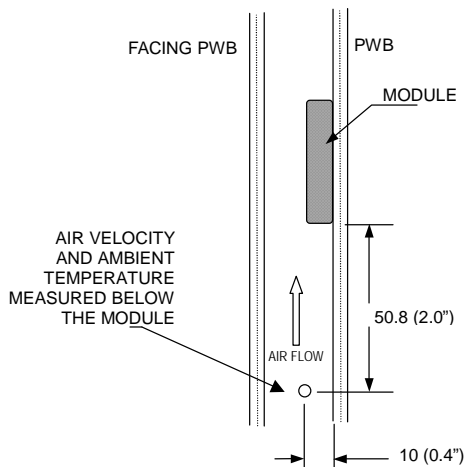 FACING PWB
PWB
MODULE
AIR VELOCITY
AND AMBIENT
TEMPERATURE
MEASURED BELOW
THE MODULE
AIR FLOW
50.8 (2.0”)
10 (0.4”)